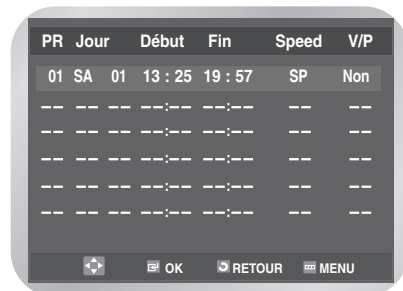 PR Jour Début Fin Speed V/P
01 SA 01 13 : 25 19 : 57 SP Non
–– –– –– ––:–– ––:–– –– ––
–– –– –– ––:–– ––:–– –– ––
–– –– –– ––:–– ––:–– –– ––
–– –– –– ––:–– ––:–– –– ––
–– –– –– ––:–– ––:–– –– ––
OK RETOUR MENU